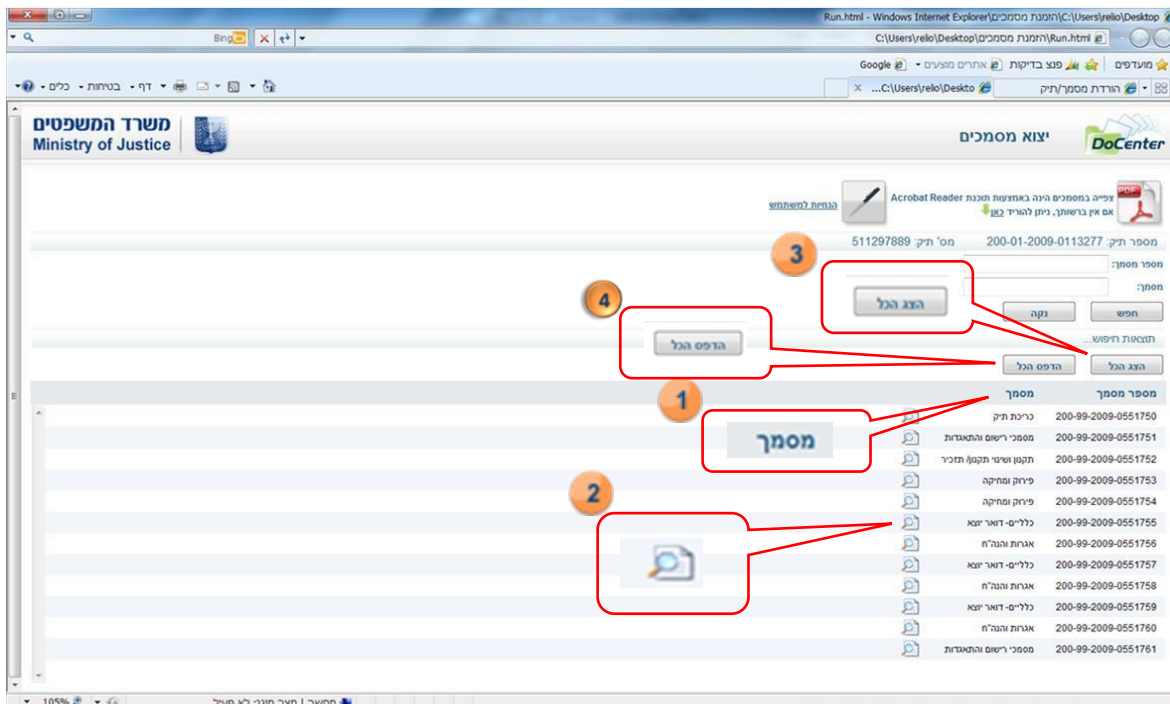 Run.html - Windows Internet Explorer\הזמנת מסמכים\C:\Users\relio\Desktop
C:\Users\relio\Desktop\הזמנת מסמכים\Run.html
Bing
מועדפים פנצ בדיקות אתרים מוצעים Google
הורדת מסמך/תיק
C:\Users\relio\Deskto...
דף בטיחות כלים
DoCenter
יצוא מסמכים
משרד המשפטים
Ministry of Justice
PDF
צפייה במסמכים הינה באמצעות תוכנת Acrobat Reader
אם אין ברשותך, ניתן להוריד כאן
הנחיות למשתמש
מספר תיק: 200-01-2009-0113277 מס' תיק: 511297889
מספר מסמך:
מסמך:
חפש נקה
3
הצג הכל
4
הדפס הכל
תוצאות חיפוש...
הצג הכל הדפס הכל
1
מסמך
2
מספר מסמך מסמך
200-99-2009-0551750 כריכת תיק
200-99-2009-0551751 מסמכי רישום והתאגדות
200-99-2009-0551752 תקנון ושינוי תקנון/ תזכיר
200-99-2009-0551753 פירוק ומחיקה
200-99-2009-0551754 פירוק ומחיקה
200-99-2009-0551755 כלליים- דואר יוצא
200-99-2009-0551756 אגרות והנה"ח
200-99-2009-0551757 כלליים- דואר יוצא
200-99-2009-0551758 אגרות והנה"ח
200-99-2009-0551759 כלליים- דואר יוצא
200-99-2009-0551760 אגרות והנה"ח
200-99-2009-0551761 מסמכי רישום והתאגדות
מחשב | מצב מוגן: לא פעיל
105%